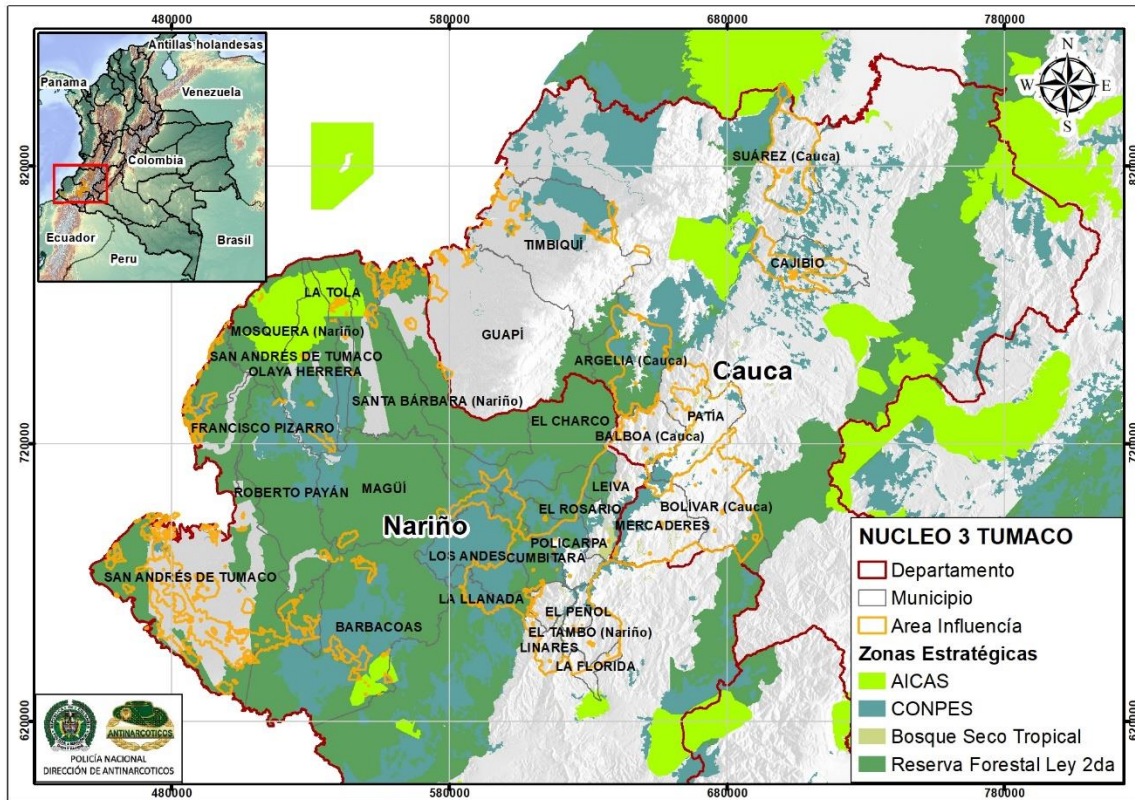 480000
580000
680000
780000
Antillas holandesas
Panama
Venezuela
Colombia
Ecuador
Brasil
Peru
N
W
E
S
820000
820000
SUÁREZ (Cauca)
TIMBIQUÍ
CAJIBÍO
LA TOLA
MOSQUERA (Nariño)
GUAPÍ
SAN ANDRÉS DE TUMACO
OLAYA HERRERA
ARGELIA (Cauca)
Cauca
SANTA BÁRBARA (Nariño)
EL CHARCO
PATÍA
FRANCISCO PIZARRO
BALBOA (Cauca)
720000
720000
ROBERTO PAYÁN
MAGÜÍ
LEIVA
EL ROSARIO
BOLÍVAR (Cauca)
MERCADERES
Nariño
POLICARPA
LOS ANDES
CUMBITARA
SAN ANDRÉS DE TUMACO
LA LLANADA
BARBACOAS
EL PEÑOL
EL TAMBO (Nariño)
LINARES
LA FLORIDA
NUCLEO 3 TUMACO
Departamento
Municipio
Area Influencía
Zonas Estratégicas
AICAS
CONPES
Bosque Seco Tropical
Reserva Forestal Ley 2da
ANTINARCOTICOS
POLICÍA NACIONAL
DIRECCIÓN DE ANTINARCOTICOS
620000
620000
480000
580000
680000
780000